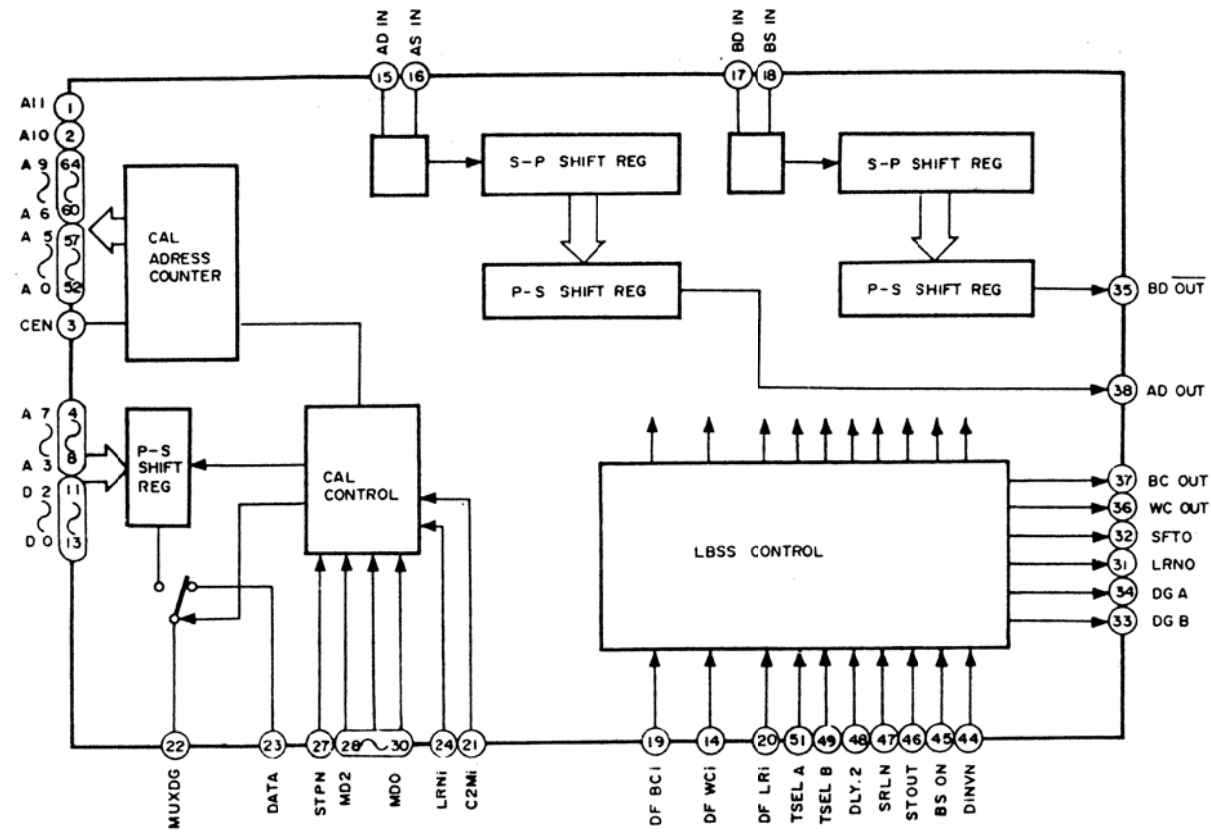 AD IN
AS IN
BD IN
BS IN
15
16
17
18
A11
1
A10
2
A 9
64
A 6
60
A 5
57
A 0
52
CEN
3
CAL
ADRESS
COUNTER
S-P SHIFT REG
S-P SHIFT REG
P-S SHIFT REG
P-S SHIFT REG
35
BD OUT
38
AD OUT
A 7
4
A 3
8
D 2
11
D 0
13
P-S
SHIFT
REG
CAL
CONTROL
LBSS CONTROL
37
BC OUT
36
WC OUT
32
SFTO
31
LRNO
34
DG A
33
DG B
22
23
27
28
30
24
21
19
14
20
51
49
48
47
46
45
44
MUXDG
DATA
STPN
MD2
MD0
LRNi
C2Mi
DF BCi
DF WCi
DF LRi
TSEL A
TSEL B
DLY.2
SRLN
STOUT
BS ON
DINVN